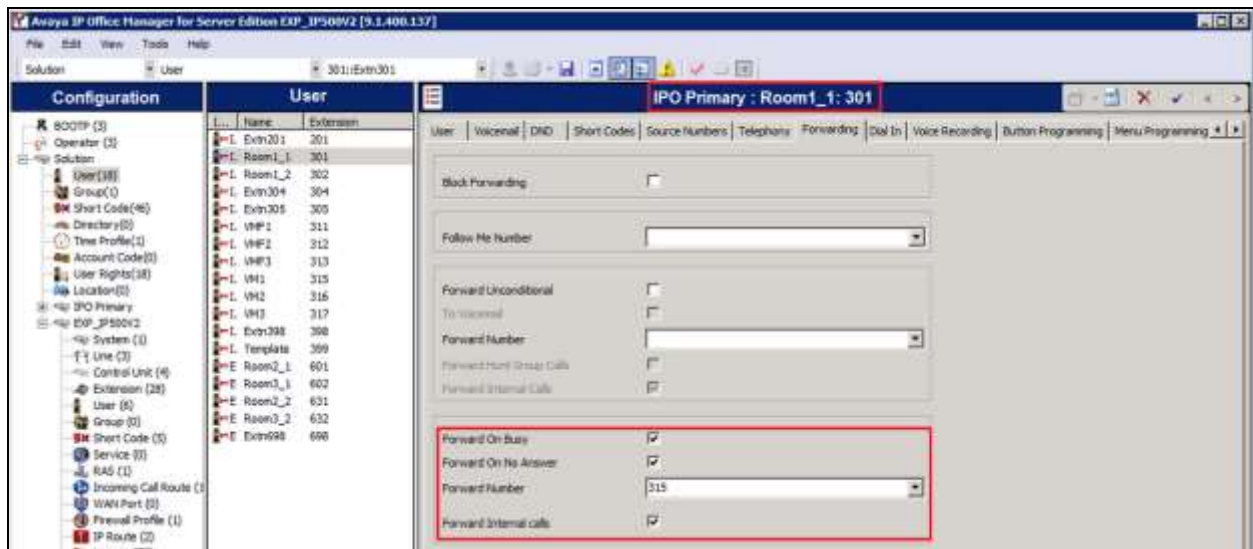 Avaya IP Office Manager for Server Edition EXP_IP500V2 [9.1.400.137]
File Edit View Tools Help
Solution User 301::Extn301
Configuration
BOOTP (3)
Operator (3)
Solution
User(18)
Group(1)
Short Code(46)
Directory(0)
Time Profile(1)
Account Code(0)
User Rights(18)
Location(0)
IPO Primary
EXP_IP500V2
System (1)
Line (3)
Control Unit (4)
Extension (28)
User (6)
Group (0)
Short Code (5)
Service (0)
RAS (1)
Incoming Call Route (
WAN Port (0)
Firewall Profile (1)
IP Route (2)
User
Name Extension
Extn201 201
Room1_1 301
Room1_2 302
Extn304 304
Extn305 305
VMP1 311
VMP2 312
VMP3 313
VM1 315
VM2 316
VM3 317
Extn398 398
Template 399
Room2_1 601
Room3_1 602
Room2_2 631
Room3_2 632
Extn698 698
IPO Primary : Room1_1: 301
User Voicemail DND Short Codes Source Numbers Telephony Forwarding Dial In Voice Recording Button Programming Menu Programming
Block Forwarding
Follow Me Number
Forward Unconditional
To Voicemail
Forward Number
Forward Hunt Group Calls
Forward Internal Calls
Forward On Busy
Forward On No Answer
Forward Number 315
Forward Internal calls